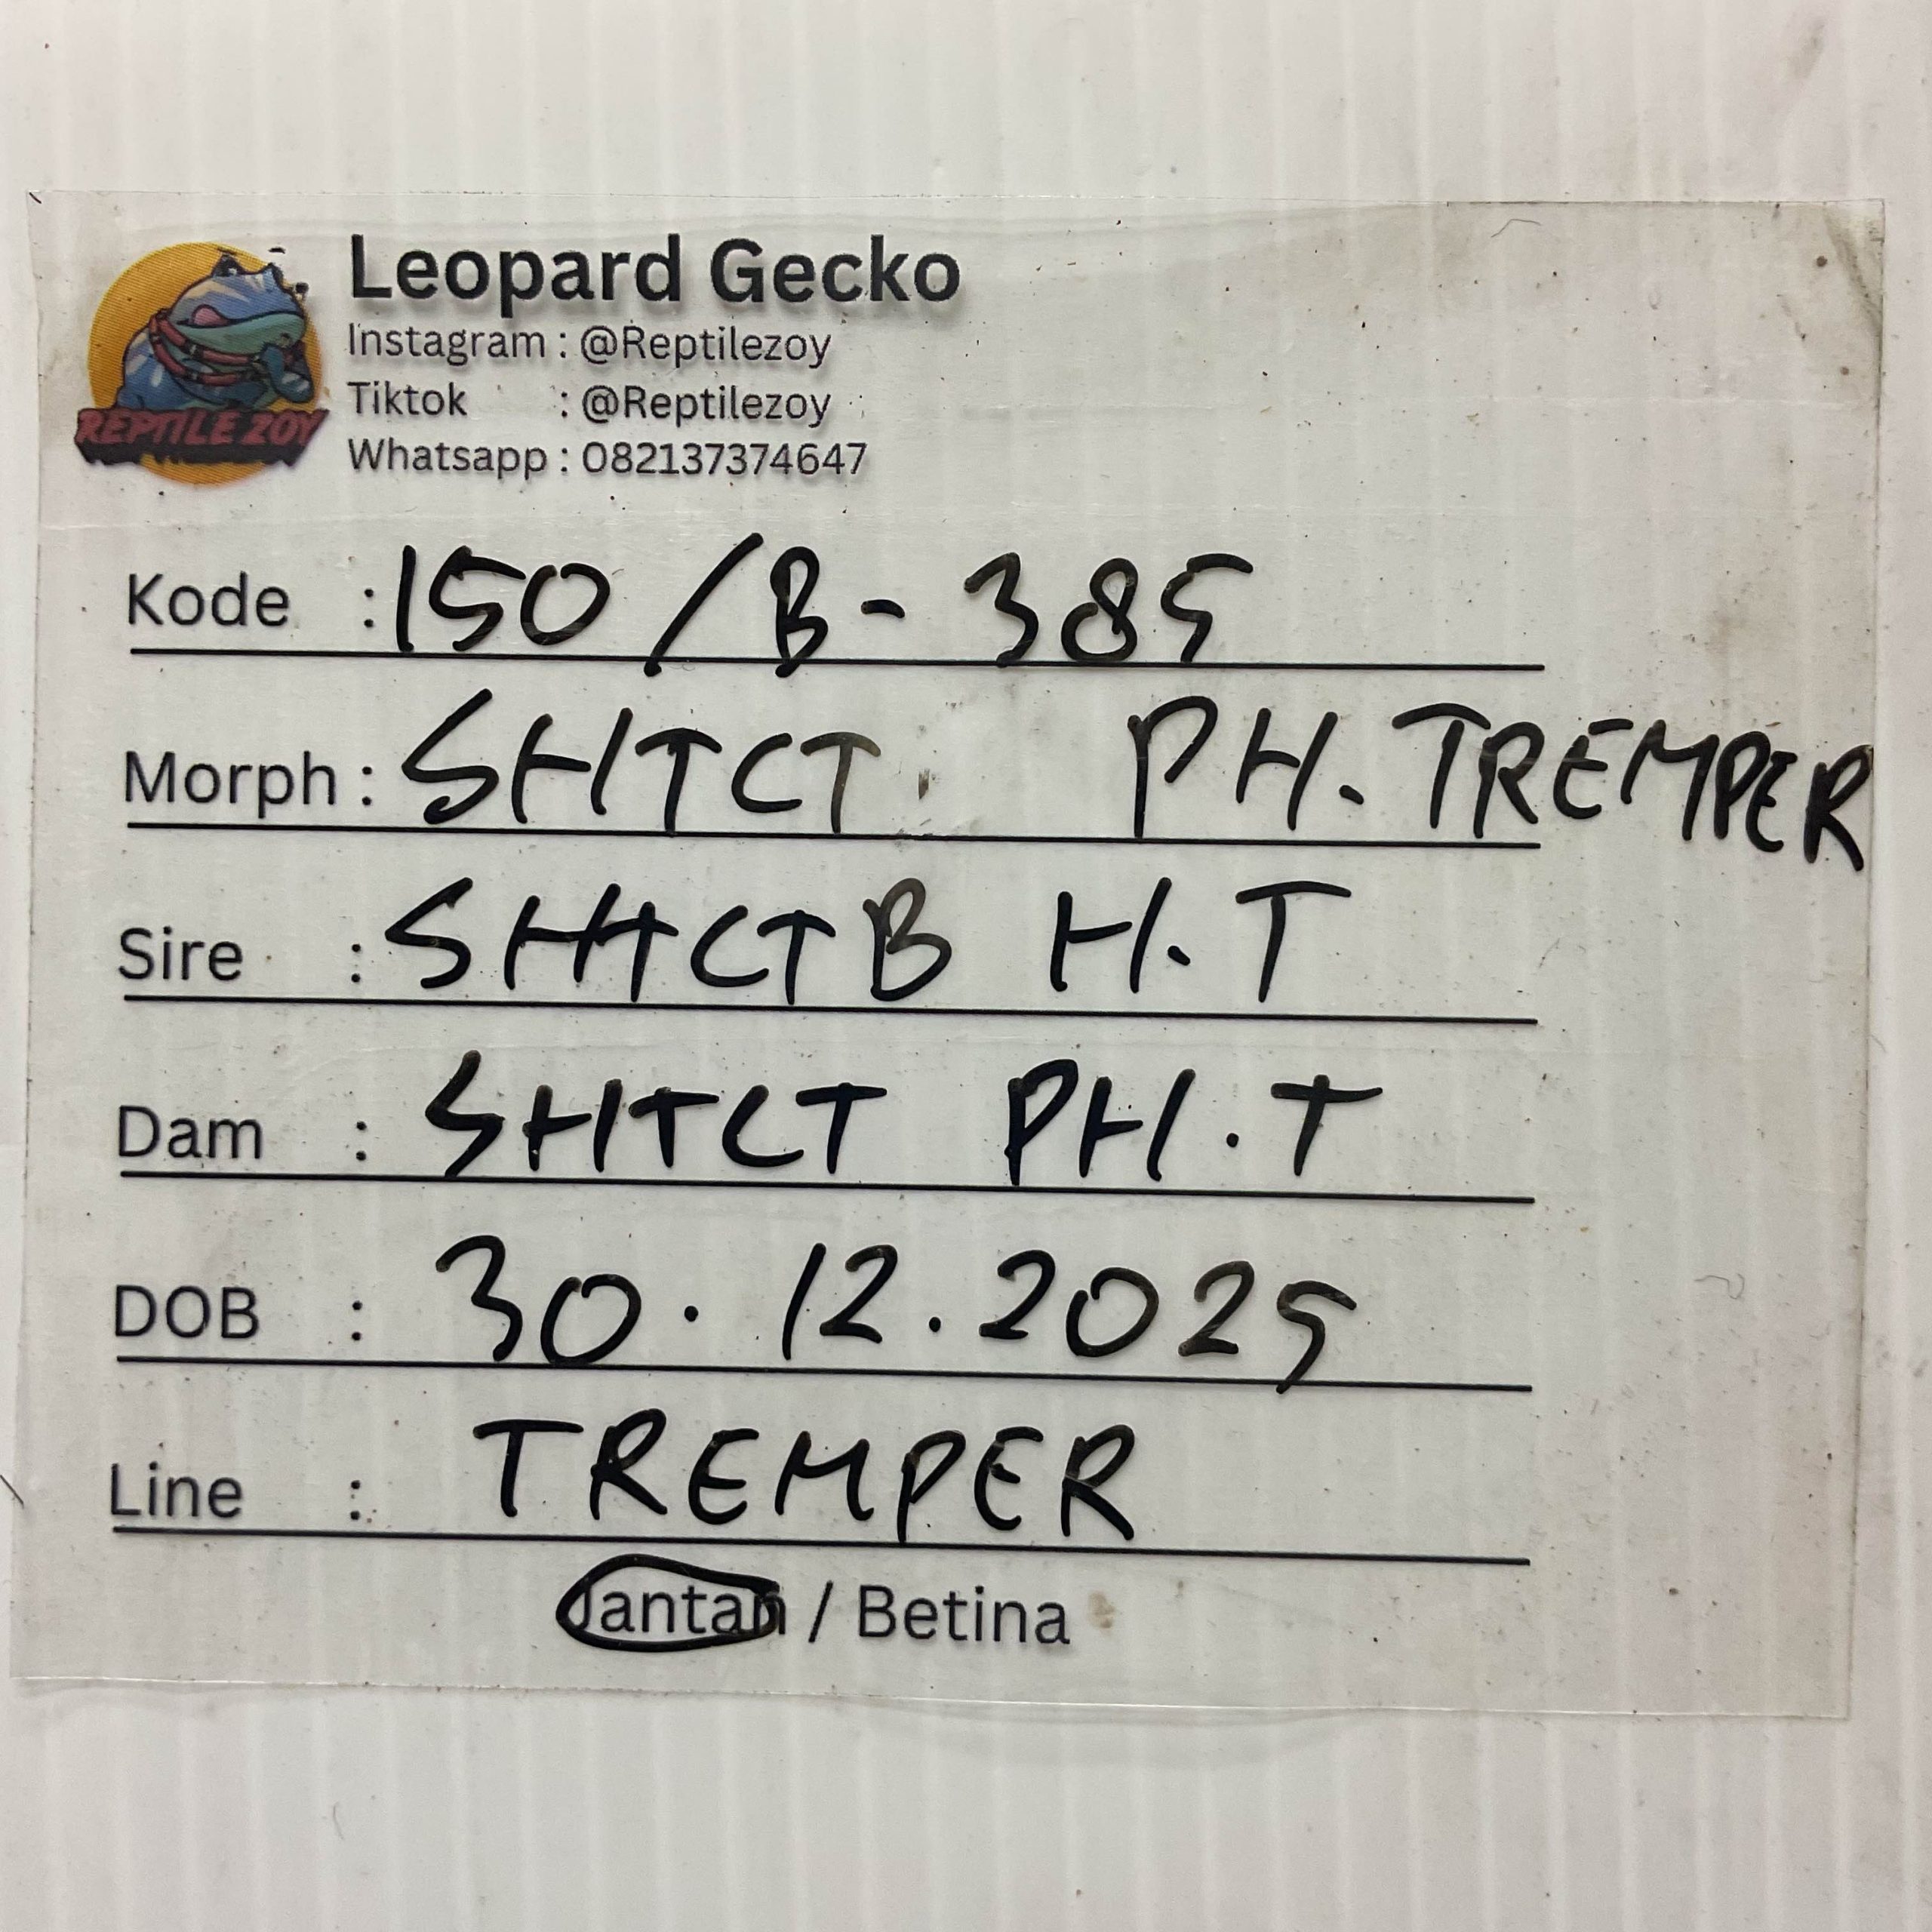 REPTILE ZOY
Leopard Gecko
Instagram : @Reptilezoy
Tiktok : @Reptilezoy
Whatsapp : 082137374647
Kode : 150 / B - 385
Morph : SHTCT PH. TREMPER
Sire : SHTCTB H. T
Dam : SHTCT PH. T
DOB : 30. 12. 2025
Line : TREMPER
Jantan / Betina